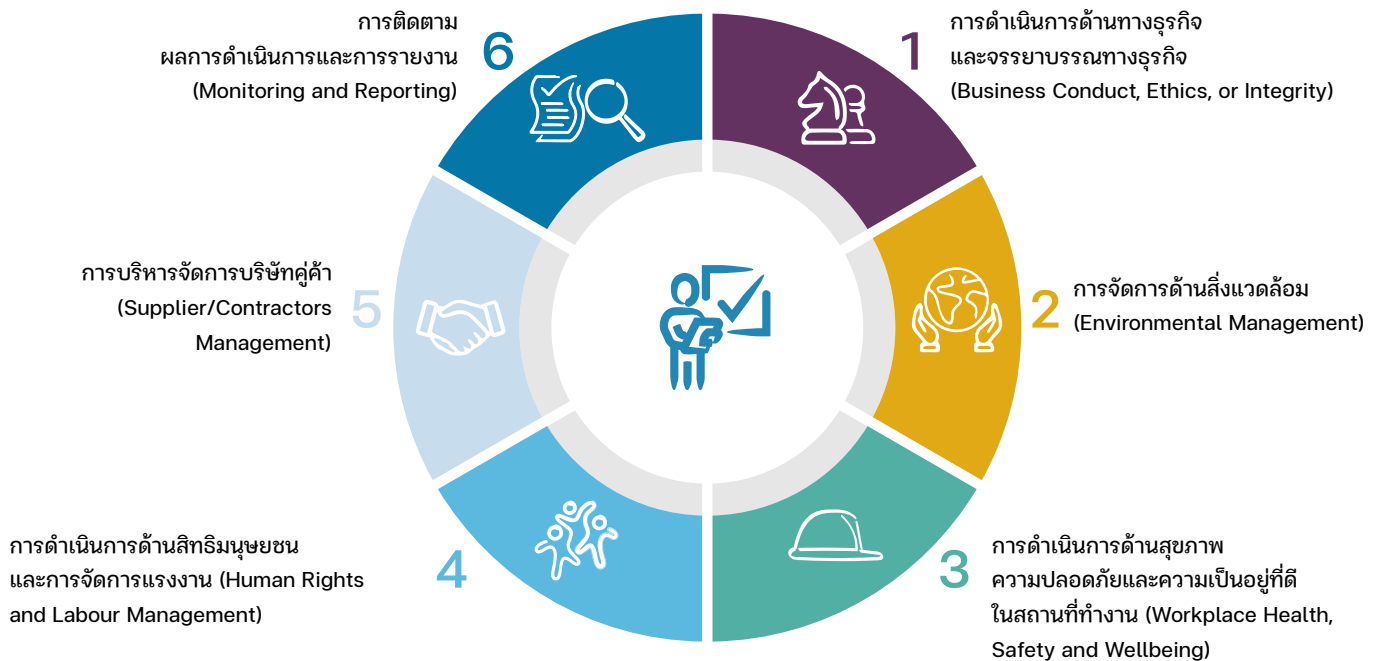 1
การดำเนินการด้านทางธุรกิจ
และจรรยาบรรณทางธุรกิจ
(Business Conduct, Ethics, or Integrity)
2
การจัดการด้านสิ่งแวดล้อม
(Environmental Management)
3
การดำเนินการด้านสุขภาพ
ความปลอดภัยและความเป็นอยู่ที่ดี
ในสถานที่ทำงาน (Workplace Health,
Safety and Wellbeing)
4
การดำเนินการด้านสิทธิมนุษยชน
และการจัดการแรงงาน (Human Rights
and Labour Management)
5
การบริหารจัดการบริษัทคู่ค้า
(Supplier/Contractors
Management)
6
การติดตาม
ผลการดำเนินการและการรายงาน
(Monitoring and Reporting)